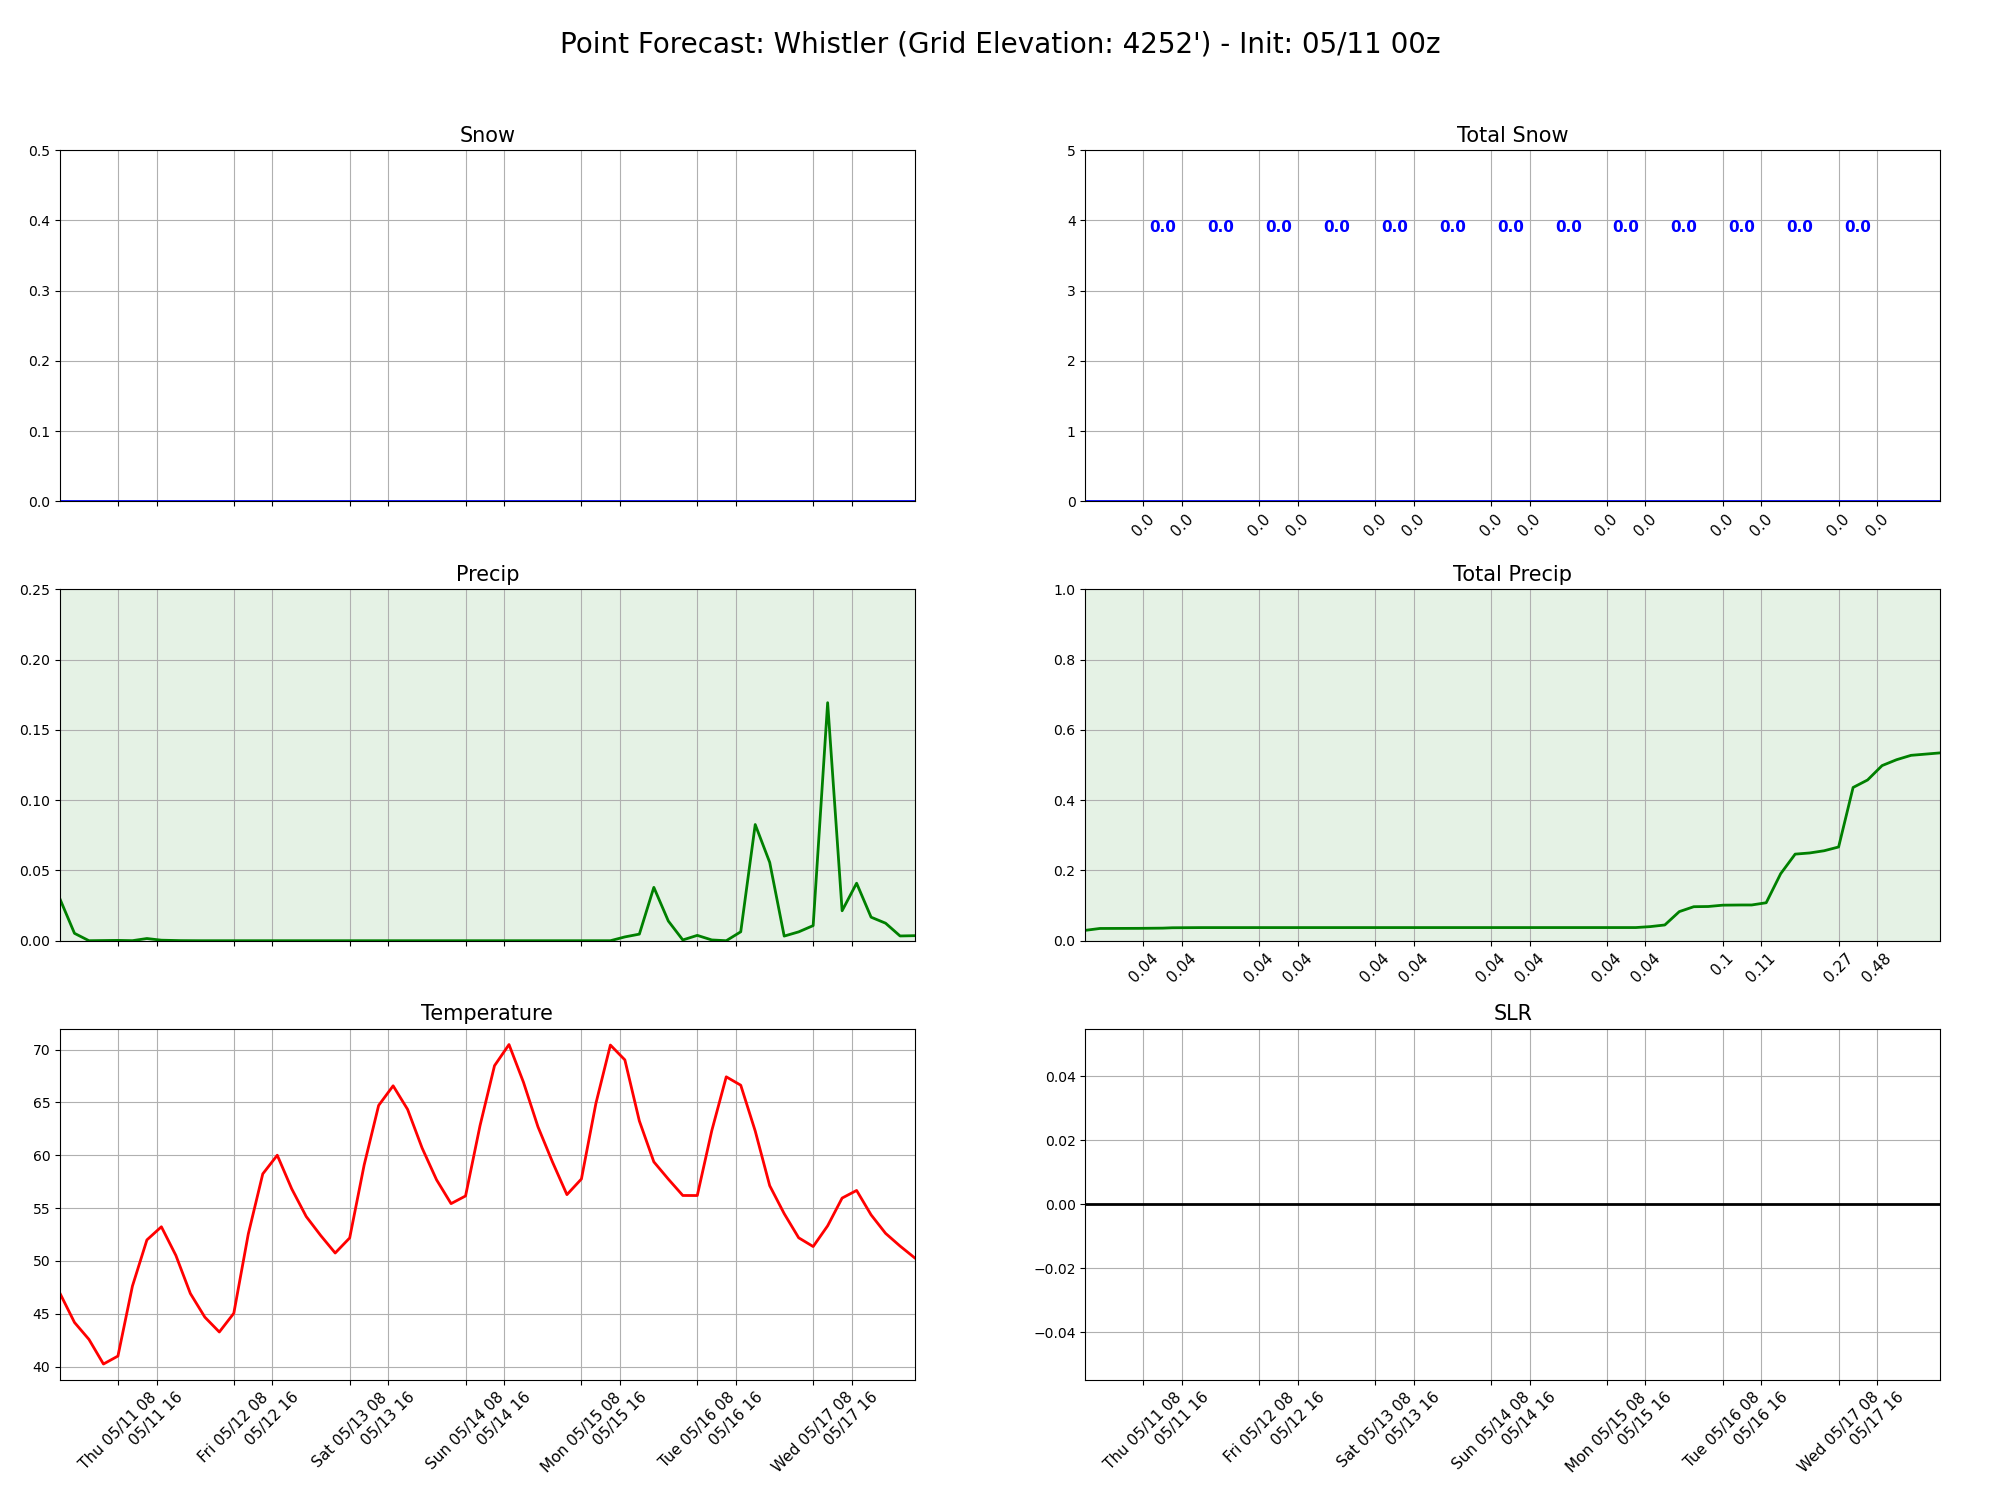 Point Forecast: Whistler (Grid Elevation: 4252') - Init: 05/11 00z
Snow
0.5
0.4
0.3
0.2
0.1
0.0
Total Snow
5
4
3
2
1
0
0.0 0.0 0.0 0.0 0.0 0.0 0.0 0.0 0.0 0.0 0.0 0.0 0.0
0.0 0.0 0.0 0.0 0.0 0.0 0.0 0.0 0.0 0.0 0.0 0.0 0.0 0.0
Precip
0.25
0.20
0.15
0.10
0.05
0.00
Total Precip
1.0
0.8
0.6
0.4
0.2
0.0
0.04 0.04 0.04 0.04 0.04 0.04 0.04 0.04 0.04 0.04 0.1 0.11 0.27 0.48
Temperature
70
65
60
55
50
45
40
Thu 05/11 08
05/11 16
Fri 05/12 08
05/12 16
Sat 05/13 08
05/13 16
Sun 05/14 08
05/14 16
Mon 05/15 08
05/15 16
Tue 05/16 08
05/16 16
Wed 05/17 08
05/17 16
SLR
0.04
0.02
0.00
−0.02
−0.04
Thu 05/11 08
05/11 16
Fri 05/12 08
05/12 16
Sat 05/13 08
05/13 16
Sun 05/14 08
05/14 16
Mon 05/15 08
05/15 16
Tue 05/16 08
05/16 16
Wed 05/17 08
05/17 16